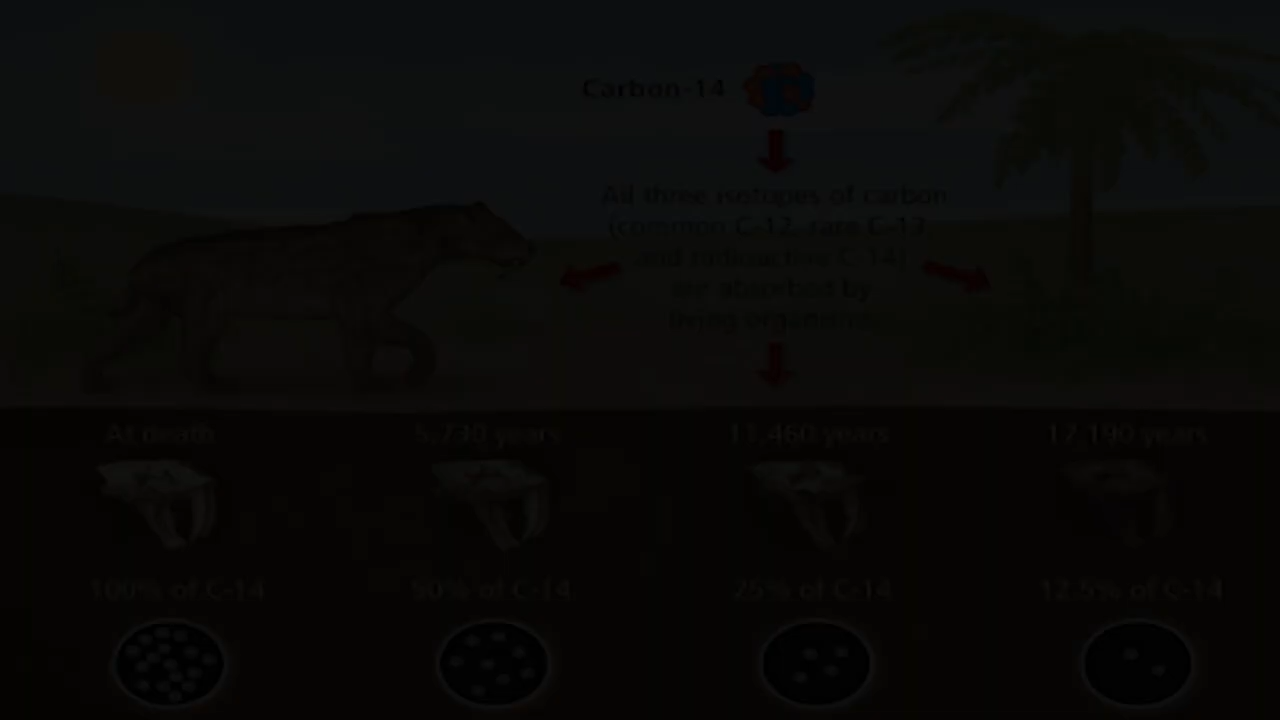 Carbon-14
All three isotopes of carbon
(common C-12, rare C-13,
and radioactive C-14)
are absorbed by
living organisms.
At death
5,730 years
11,460 years
17,190 years
100% of C-14
50% of C-14
25% of C-14
12.5% of C-14